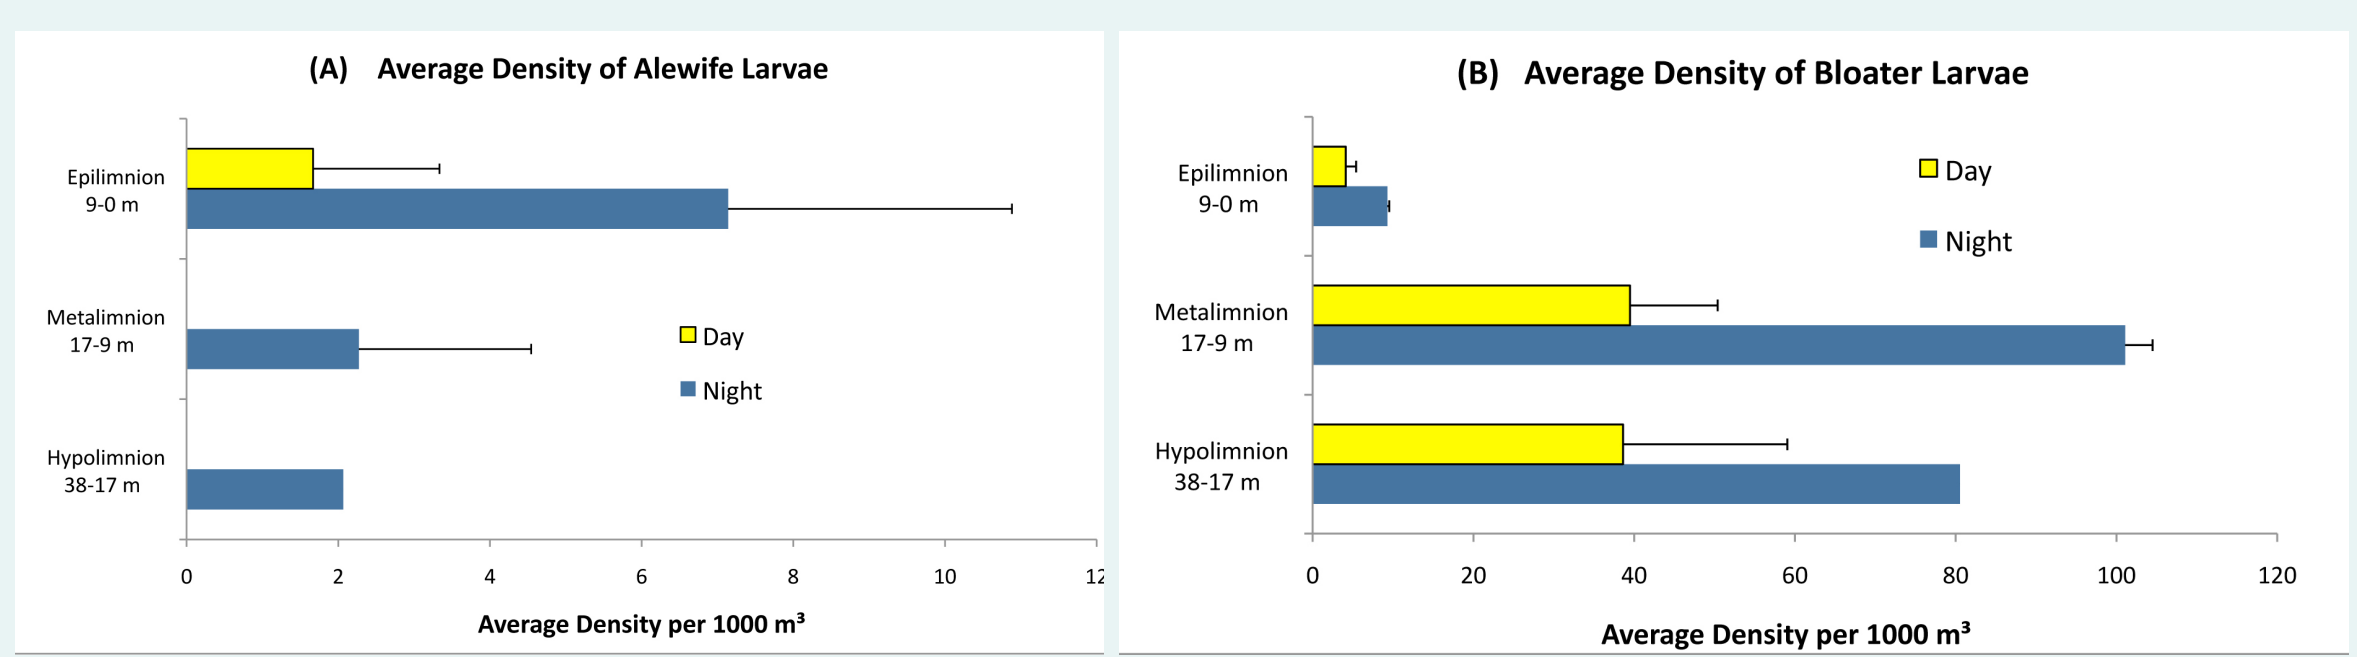 (A) Average Density of Alewife Larvae
Epilimnion
9-0 m
Metalimnion
17-9 m
Hypolimnion
38-17 m
Day
Night
0 2 4 6 8 10 12
Average Density per 1000 m³
(B) Average Density of Bloater Larvae
Epilimnion
9-0 m
Metalimnion
17-9 m
Hypolimnion
38-17 m
Day
Night
0 20 40 60 80 100 120
Average Density per 1000 m³